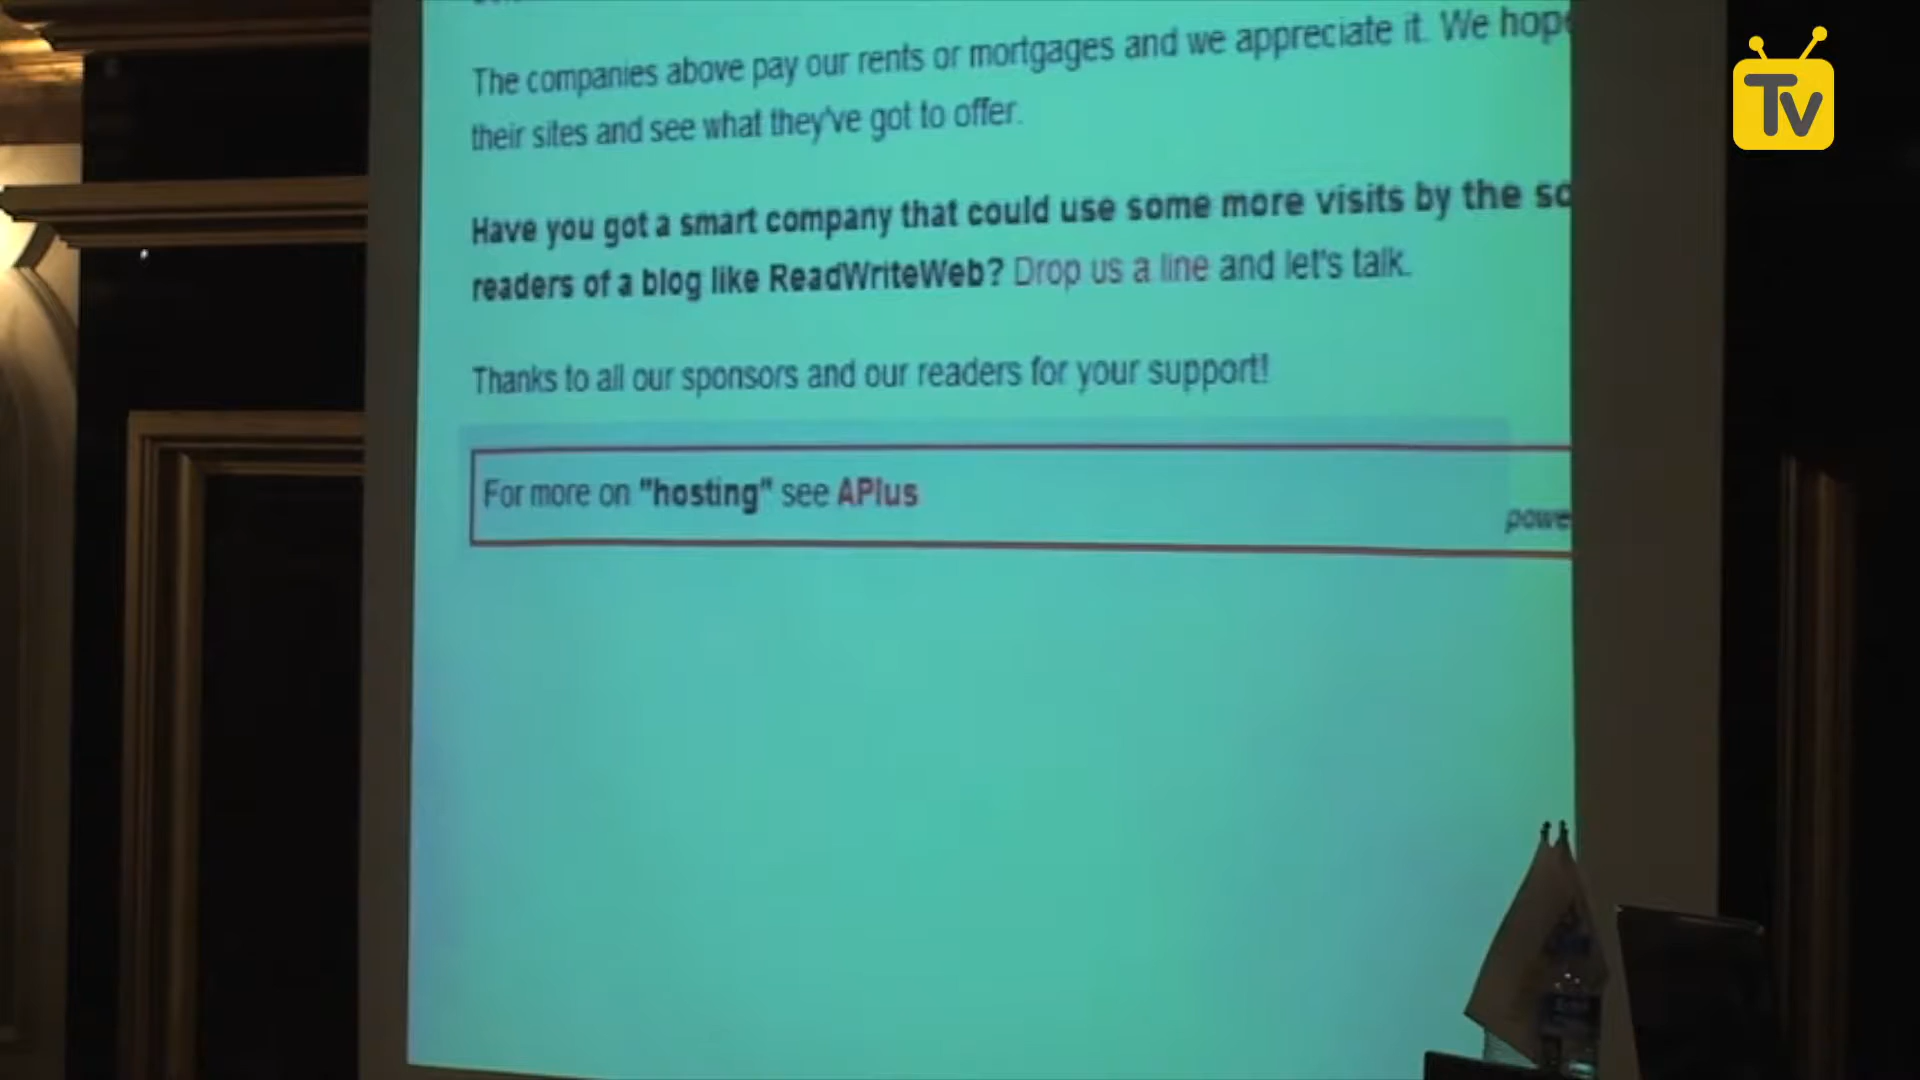 The companies above pay our rents or mortgages and we appreciate it. We hope
their sites and see what they've got to offer.
Have you got a smart company that could use some more visits by the
readers of a blog like ReadWriteWeb? Drop us a line and let's talk.
Thanks to all our sponsors and our readers for your support!
For more on "hosting" see APlus
powe
Tv